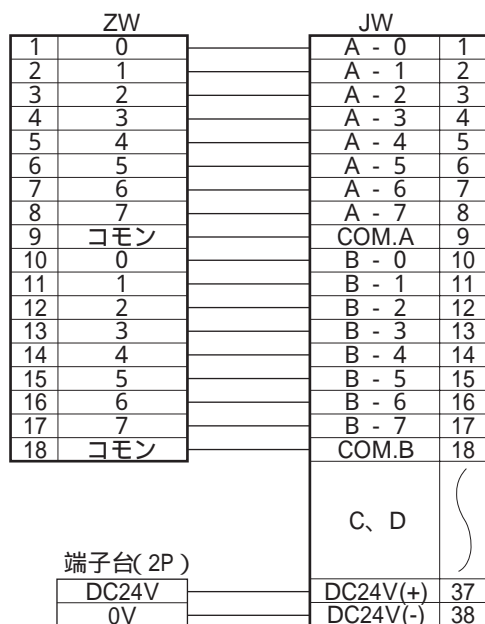 ZW JW
1 0 A - 0 1
2 1 A - 1 2
3 2 A - 2 3
4 3 A - 3 4
5 4 A - 4 5
6 5 A - 5 6
7 6 A - 6 7
8 7 A - 7 8
9 コモン COM.A 9
10 0 B - 0 10
11 1 B - 1 11
12 2 B - 2 12
13 3 B - 3 13
14 4 B - 4 14
15 5 B - 5 15
16 6 B - 6 16
17 7 B - 7 17
18 コモン COM.B 18
C、D
端子台(2P)
DC24V DC24V(+) 37
0V DC24V(-) 38